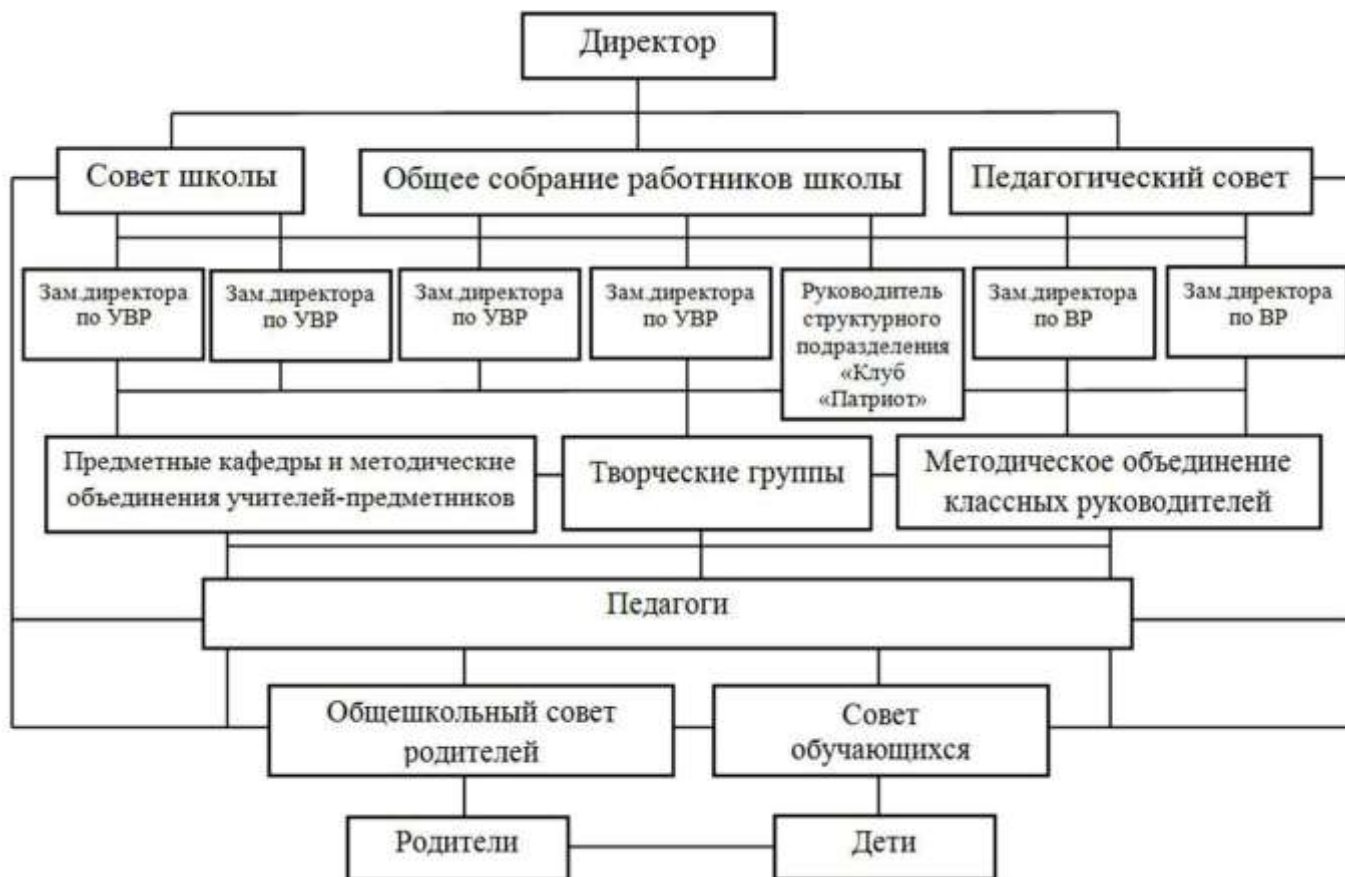 Директор
Совет школы
Общее собрание работников школы
Педагогический совет
Зам.директора
по УВР
Зам.директора
по УВР
Зам.директора
по УВР
Зам.директора
по УВР
Руководитель
структурного
подразделения
«Клуб
«Патриот»
Зам.директора
по ВР
Зам.директора
по ВР
Предметные кафедры и методические
объединения учителей-предметников
Творческие группы
Методическое объединение
классных руководителей
Педагоги
Общешкольный совет
родителей
Совет
обучающихся
Родители
Дети